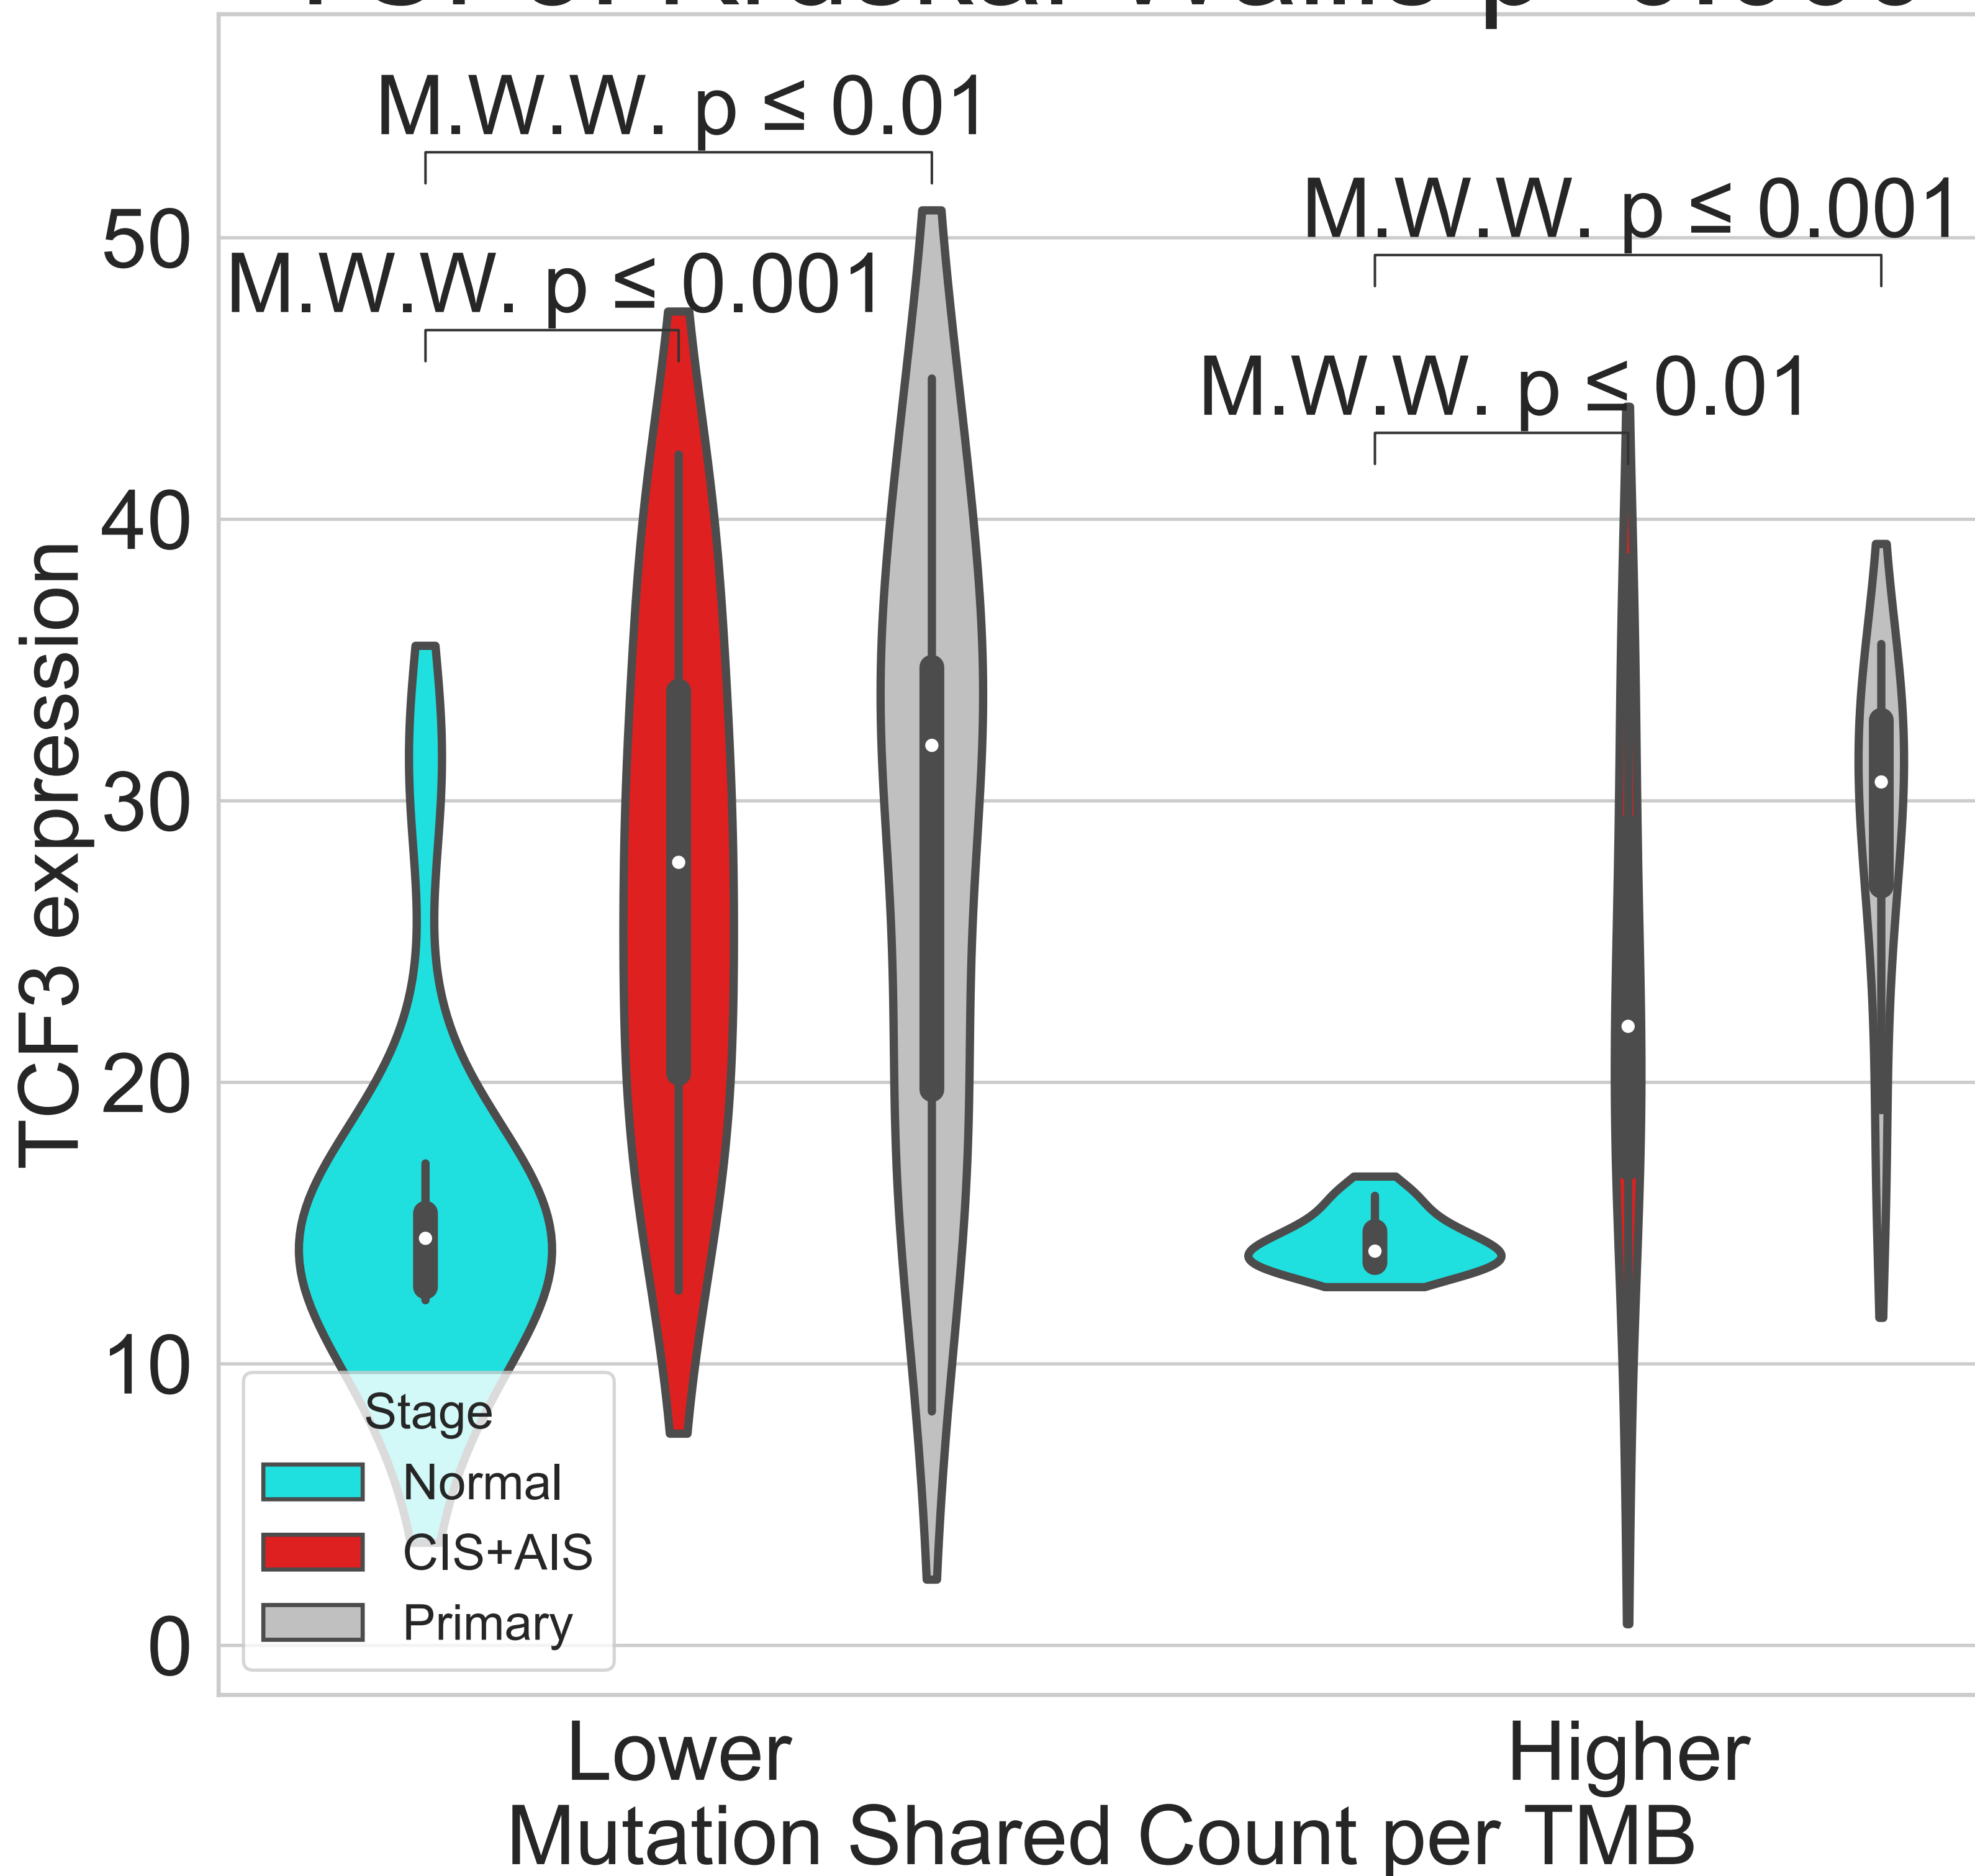 M.W.W. p ≤ 0.01
M.W.W. p ≤ 0.001
M.W.W. p ≤ 0.001
M.W.W. p ≤ 0.01
TCF3 expression
50
40
30
20
10
0
Stage
Normal
CIS+AIS
Primary
Lower
Higher
Mutation Shared Count per TMB